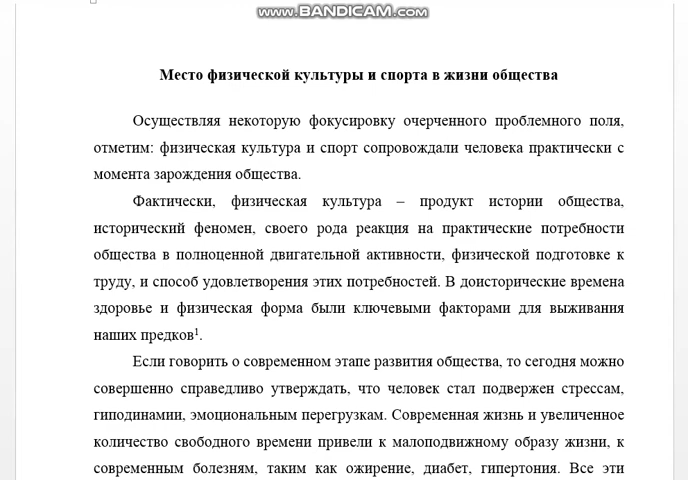 www.BANDICAM.com
Место физической культуры и спорта в жизни общества
Осуществляя некоторую фокусировку очерченного проблемного поля,
отметим: физическая культура и спорт сопровождали человека практически с
момента зарождения общества.
Фактически, физическая культура – продукт истории общества,
исторический феномен, своего рода реакция на практические потребности
общества в полноценной двигательной активности, физической подготовке к
труду, и способ удовлетворения этих потребностей. В доисторические времена
здоровье и физическая форма были ключевыми факторами для выживания
наших предков¹.
Если говорить о современном этапе развития общества, то сегодня можно
совершенно справедливо утверждать, что человек стал подвержен стрессам,
гиподинамии, эмоциональным перегрузкам. Современная жизнь и увеличенное
количество свободного времени привели к малоподвижному образу жизни, к
современным болезням, таким как ожирение, диабет, гипертония. Все эти